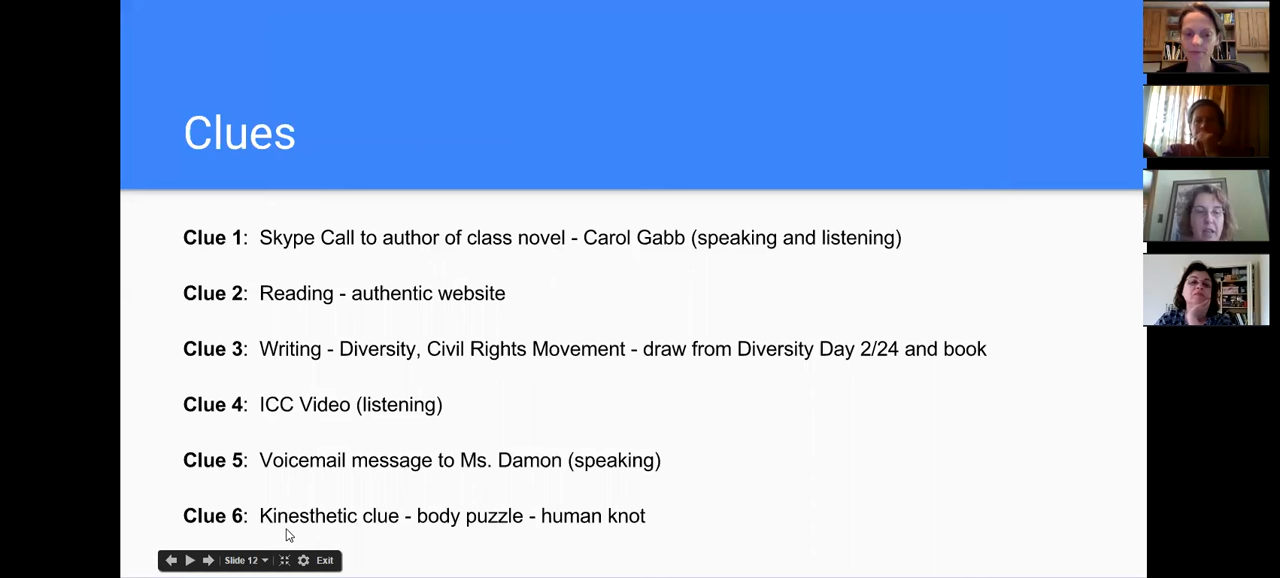 Clues
Clue 1: Skype Call to author of class novel - Carol Gabb (speaking and listening)
Clue 2: Reading - authentic website
Clue 3: Writing - Diversity, Civil Rights Movement - draw from Diversity Day 2/24 and book
Clue 4: ICC Video (listening)
Clue 5: Voicemail message to Ms. Damon (speaking)
Clue 6: Kinesthetic clue - body puzzle - human knot
Slide 12 Exit